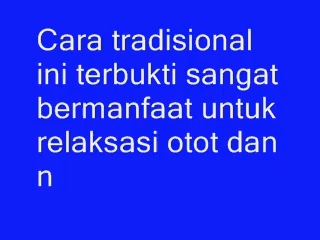 Cara tradisional
ini terbukti sangat
bermanfaat untuk
relaksasi otot dan
n